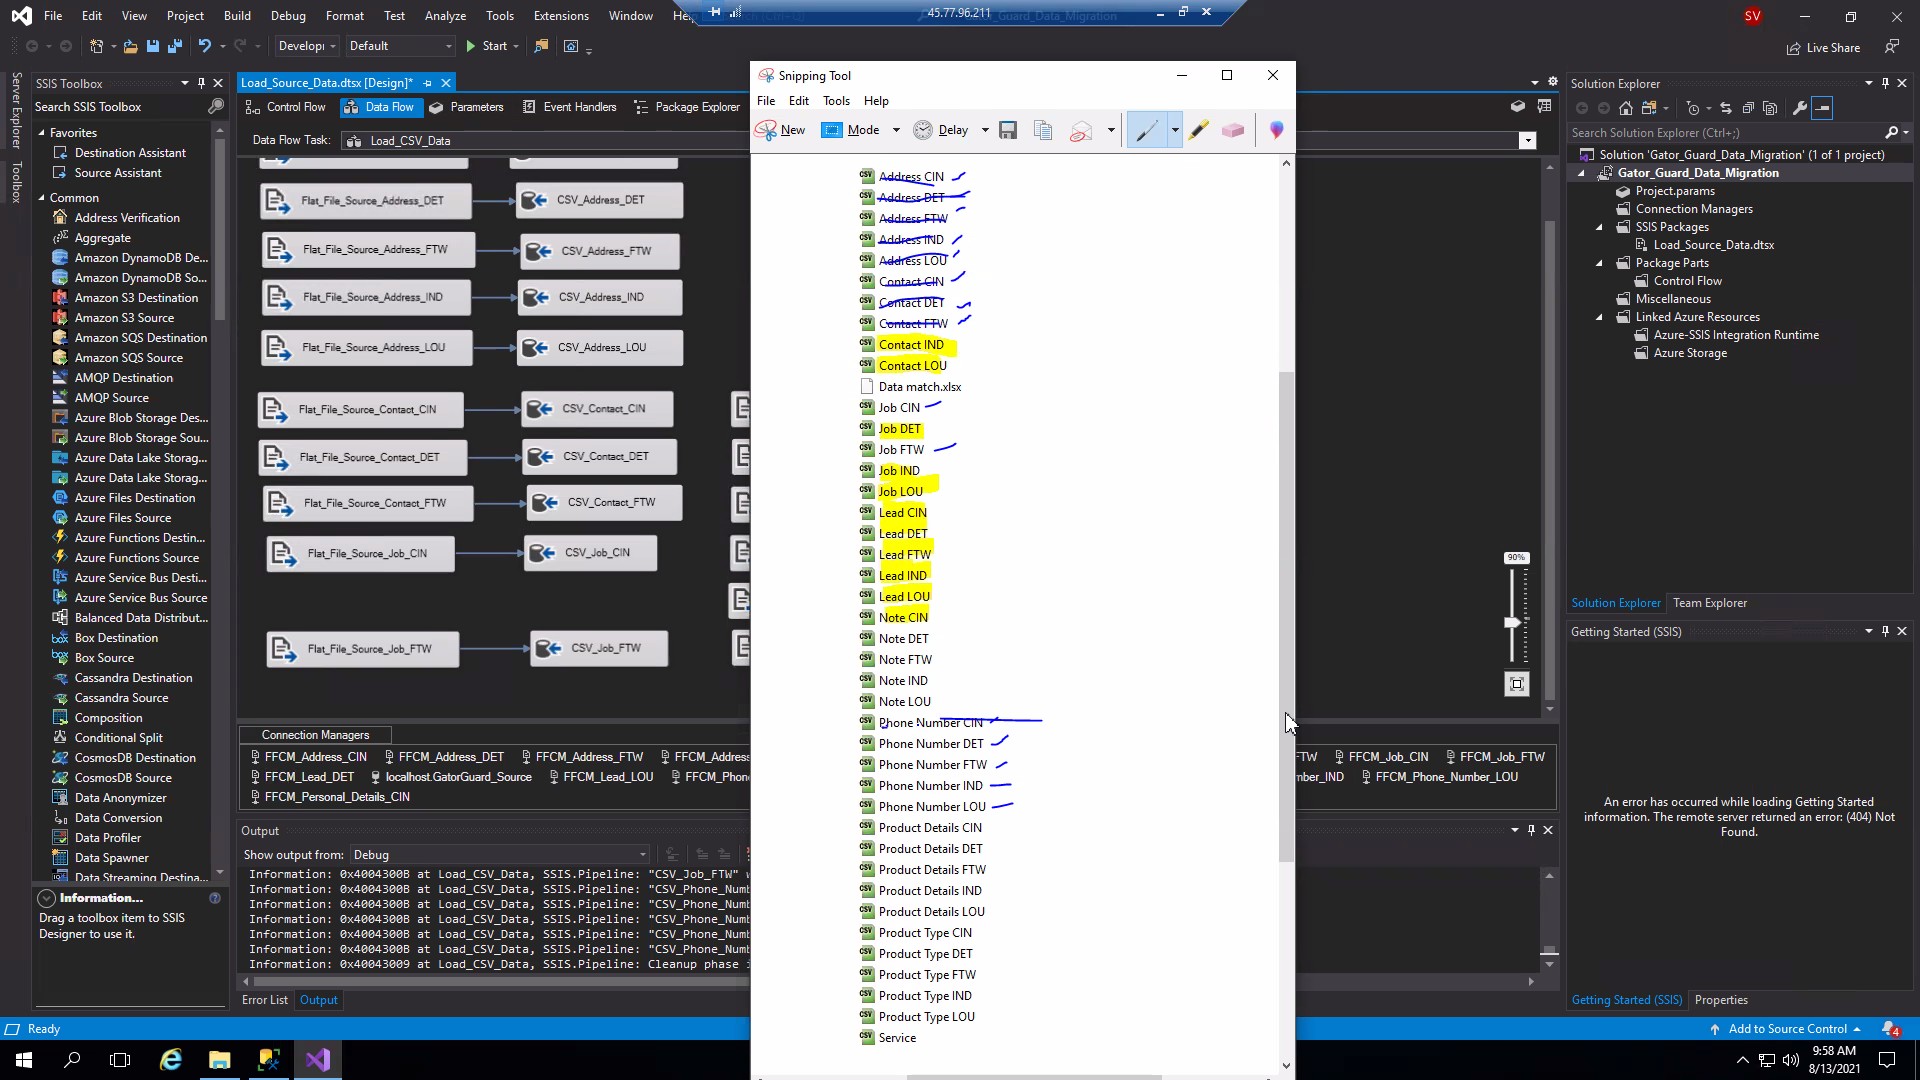 File Edit View Project Build Debug Format Test Analyze Tools Extensions Window
45.77.96.211
Gator_Guard_Data_Migration
SV
Develop
Default
Start
Live Share
SSIS Toolbox
Search SSIS Toolbox
Server Explorer
Toolbox
Favorites
Destination Assistant
Source Assistant
Common
Address Verification
Aggregate
Amazon DynamoDB De...
Amazon DynamoDB So...
Amazon S3 Destination
Amazon S3 Source
Amazon SQS Destination
Amazon SQS Source
AMQP Destination
AMQP Source
Azure Blob Storage Des...
Azure Blob Storage Sou...
Azure Data Lake Storag...
Azure Data Lake Storag...
Azure Files Destination
Azure Files Source
Azure Functions Destin...
Azure Functions Source
Azure Service Bus Desti...
Azure Service Bus Source
Balanced Data Distribut...
Box Destination
Box Source
Cassandra Destination
Cassandra Source
Composition
Conditional Split
CosmosDB Destination
CosmosDB Source
Data Anonymizer
Data Conversion
Data Profiler
Data Spawner
Data Streaming Destina...
Information...
Drag a toolbox item to SSIS
Designer to use it.
Load_Source_Data.dtsx [Design]*
Control Flow
Data Flow
Parameters
Event Handlers
Package Explorer
Data Flow Task:
Load_CSV_Data
Flat_File_Source_Address_DET
CSV_Address_DET
Flat_File_Source_Address_FTW
CSV_Address_FTW
Flat_File_Source_Address_IND
CSV_Address_IND
Flat_File_Source_Address_LOU
CSV_Address_LOU
Flat_File_Source_Contact_CIN
CSV_Contact_CIN
Flat_File_Source_Contact_DET
CSV_Contact_DET
Flat_File_Source_Contact_FTW
CSV_Contact_FTW
Flat_File_Source_Job_CIN
CSV_Job_CIN
Flat_File_Source_Job_FTW
CSV_Job_FTW
90%
Connection Managers
FFCM_Address_CIN FFCM_Address_DET FFCM_Address_FTW FFCM_Addres
TW FFCM_Job_CIN FFCM_Job_FTW
FFCM_Lead_DET localhost.GatorGuard_Source FFCM_Lead_LOU FFCM_Phon
mber_IND FFCM_Phone_Number_LOU
FFCM_Personal_Details_CIN
Output
Show output from: Debug
Information: 0x4004300B at Load_CSV_Data, SSIS.Pipeline: "CSV_Job_FTW" w
Information: 0x4004300B at Load_CSV_Data, SSIS.Pipeline: "CSV_Phone_Numb
Information: 0x4004300B at Load_CSV_Data, SSIS.Pipeline: "CSV_Phone_Numb
Information: 0x4004300B at Load_CSV_Data, SSIS.Pipeline: "CSV_Phone_Numb
Information: 0x4004300B at Load_CSV_Data, SSIS.Pipeline: "CSV_Phone_Numb
Information: 0x4004300B at Load_CSV_Data, SSIS.Pipeline: "CSV_Phone_Numb
Information: 0x40043009 at Load_CSV_Data, SSIS.Pipeline: Cleanup phase i
Error List
Output
Snipping Tool
File Edit Tools Help
New Mode Delay
Address CIN
Address DET
Address FTW
Address IND
Address LOU
Contact CIN
Contact DET
Contact FTW
Contact IND
Contact LOU
Data match.xlsx
Job CIN
Job DET
Job FTW
Job IND
Job LOU
Lead CIN
Lead DET
Lead FTW
Lead IND
Lead LOU
Note CIN
Note DET
Note FTW
Note IND
Note LOU
Phone Number CIN
Phone Number DET
Phone Number FTW
Phone Number IND
Phone Number LOU
Product Details CIN
Product Details DET
Product Details FTW
Product Details IND
Product Details LOU
Product Type CIN
Product Type DET
Product Type FTW
Product Type IND
Product Type LOU
Service
Solution Explorer
Search Solution Explorer (Ctrl+;)
Solution 'Gator_Guard_Data_Migration' (1 of 1 project)
Gator_Guard_Data_Migration
Project.params
Connection Managers
SSIS Packages
Load_Source_Data.dtsx
Package Parts
Control Flow
Miscellaneous
Linked Azure Resources
Azure-SSIS Integration Runtime
Azure Storage
Solution Explorer Team Explorer
Getting Started (SSIS)
An error has occurred while loading Getting Started
information. The remote server returned an error: (404) Not
Found.
Getting Started (SSIS) Properties
Ready
Add to Source Control
4
9:58 AM
8/13/2021